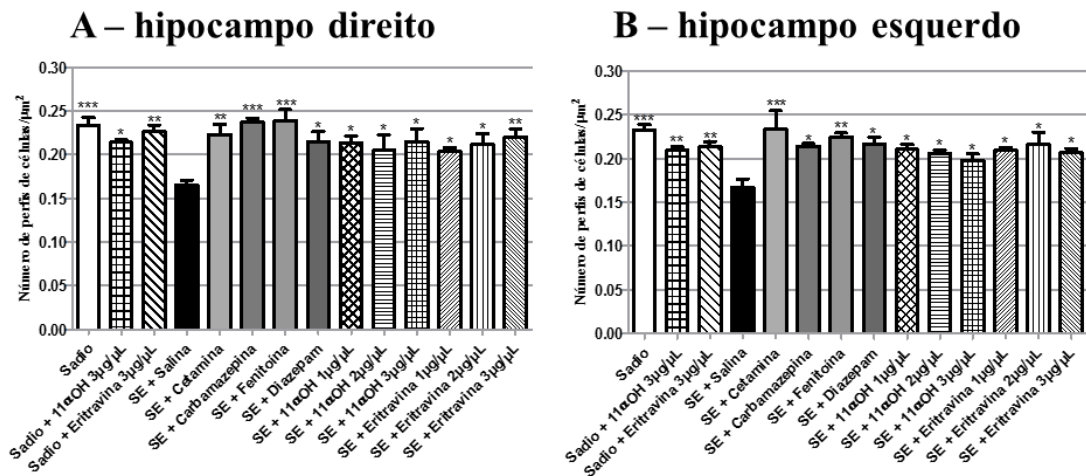 A – hipocampo direito
Número de perfis de células/µm²
0.30
0.25
0.20
0.15
0.10
0.05
0.00
***
*
**
**
***
***
*
*
*
*
*
*
**
Sadio
Sadio + 11αOH 3µg/µL
Sadio + Eritravina 3µg/µL
SE + Salina
SE + Cetamina
SE + Carbamazepina
SE + Fenitoína
SE + Diazepam
SE + 11αOH 1µg/µL
SE + 11αOH 2µg/µL
SE + 11αOH 3µg/µL
SE + Eritravina 1µg/µL
SE + Eritravina 2µg/µL
SE + Eritravina 3µg/µL
B – hipocampo esquerdo
Número de perfis de células/µm²
0.30
0.25
0.20
0.15
0.10
0.05
0.00
***
**
**
***
*
**
*
*
*
*
*
*
*
Sadio
Sadio + 11αOH 3µg/µL
Sadio + Eritravina 3µg/µL
SE + Salina
SE + Cetamina
SE + Carbamazepina
SE + Fenitoína
SE + Diazepam
SE + 11αOH 1µg/µL
SE + 11αOH 2µg/µL
SE + 11αOH 3µg/µL
SE + Eritravina 1µg/µL
SE + Eritravina 2µg/µL
SE + Eritravina 3µg/µL